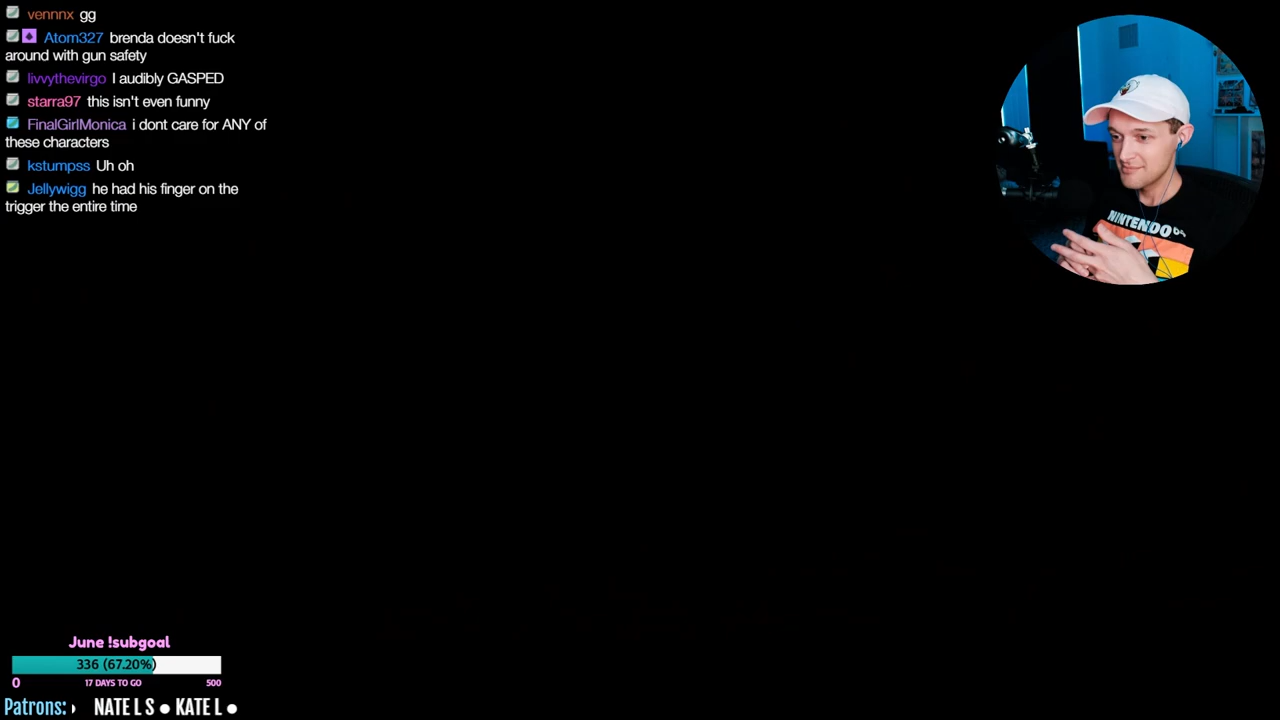 vennnx gg
Atom327 brenda doesn't fuck
around with gun safety
livvythevirgo I audibly GASPED
starra97 this isn't even funny
FinalGirlMonica i dont care for ANY of
these characters
kstumpss Uh oh
Jellywigg he had his finger on the
trigger the entire time
NINTENDO 64
June !subgoal
336 (67.20%)
0 17 DAYS TO GO 500
Patrons: NATE L S ● KATE L ●